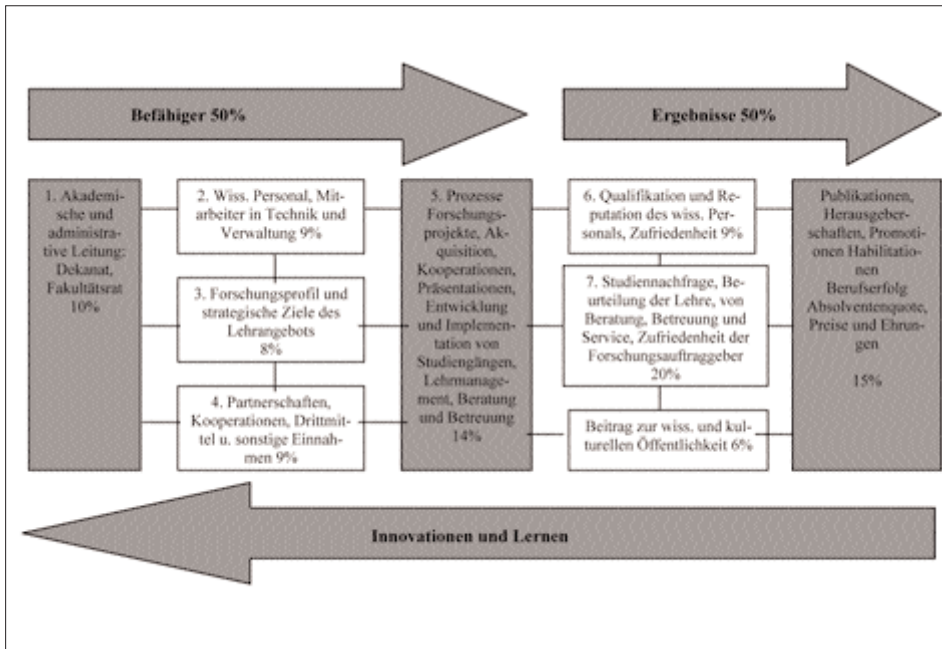 Befähiger 50%
Ergebnisse 50%
1. Akademi-
sche und
administra-
tive Leitung:
Dekanat,
Fakultätsrat
10%
2. Wiss. Personal, Mit-
arbeiter in Technik und
Verwaltung 9%
3. Forschungsprofil und
strategische Ziele des
Lehrangebots
8%
4. Partnerschaften,
Kooperationen, Drittmit-
tel u. sonstige Einnah-
men 9%
5. Prozesse
Forschungs-
projekte, Ak-
quisition,
Kooperationen,
Präsentationen,
Entwicklung
und Implemen-
tation von
Studiengängen,
Lehrmanage-
ment, Beratung
und Betreuung
14%
6. Qualifikation und Re-
putation des wiss. Per-
sonals, Zufriedenheit 9%
7. Studiennachfrage, Be-
urteilung der Lehre, von
Beratung, Betreuung und
Service, Zufriedenheit der
Forschungsauftraggeber
20%
Beitrag zur wiss. und kul-
turellen Öffentlichkeit 6%
Publikationen,
Herausgeber-
schaften, Promoti-
onen Habilitatio-
nen
Berufserfolg
Absolventenquote,
Preise und Ehrun-
gen
15%
Innovationen und Lernen